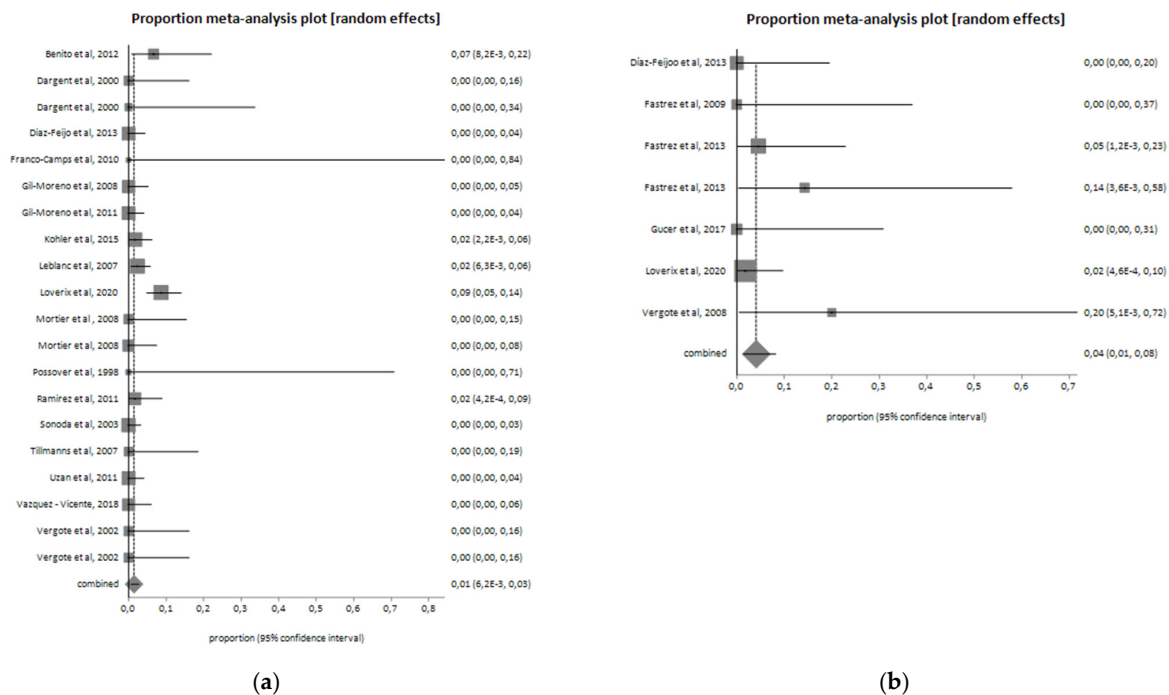 Proportion meta-analysis plot [random effects]
Benito et al, 2012 0,07 (8,2E-3, 0,22)
Dargent et al, 2000 0,00 (0,00, 0,16)
Dargent et al, 2000 0,00 (0,00, 0,34)
Díaz-Feijo et al, 2013 0,00 (0,00, 0,04)
Franco-Camps et al, 2010 0,00 (0,00, 0,84)
Gil-Moreno et al, 2008 0,00 (0,00, 0,05)
Gil-Moreno et al, 2011 0,00 (0,00, 0,04)
Kohler et al, 2015 0,02 (2,2E-3, 0,06)
Leblanc et al, 2007 0,02 (6,3E-3, 0,06)
Loverix et al, 2020 0,09 (0,05, 0,14)
Mortier et al, 2008 0,00 (0,00, 0,15)
Mortier et al, 2008 0,00 (0,00, 0,08)
Possover et al, 1998 0,00 (0,00, 0,71)
Ramirez et al, 2011 0,02 (4,2E-4, 0,09)
Sonoda et al, 2003 0,00 (0,00, 0,03)
Tillmanns et al, 2007 0,00 (0,00, 0,19)
Uzan et al, 2011 0,00 (0,00, 0,04)
Vazquez - Vicente, 2018 0,00 (0,00, 0,06)
Vergote et al, 2002 0,00 (0,00, 0,16)
Vergote et al, 2002 0,00 (0,00, 0,16)
combined 0,01 (6,2E-3, 0,03)
0,0 0,1 0,2 0,3 0,4 0,5 0,6 0,7 0,8
proportion (95% confidence interval)
(a)
Proportion meta-analysis plot [random effects]
Díaz-Feijoo et al, 2013 0,00 (0,00, 0,20)
Fastrez et al, 2009 0,00 (0,00, 0,37)
Fastrez et al, 2013 0,05 (1,2E-3, 0,23)
Fastrez et al, 2013 0,14 (3,6E-3, 0,58)
Gucer et al, 2017 0,00 (0,00, 0,31)
Loverix et al, 2020 0,02 (4,6E-4, 0,10)
Vergote et al, 2008 0,20 (5,1E-3, 0,72)
combined 0,04 (0,01, 0,08)
0,0 0,1 0,2 0,3 0,4 0,5 0,6 0,7
proportion (95% confidence interval)
(b)